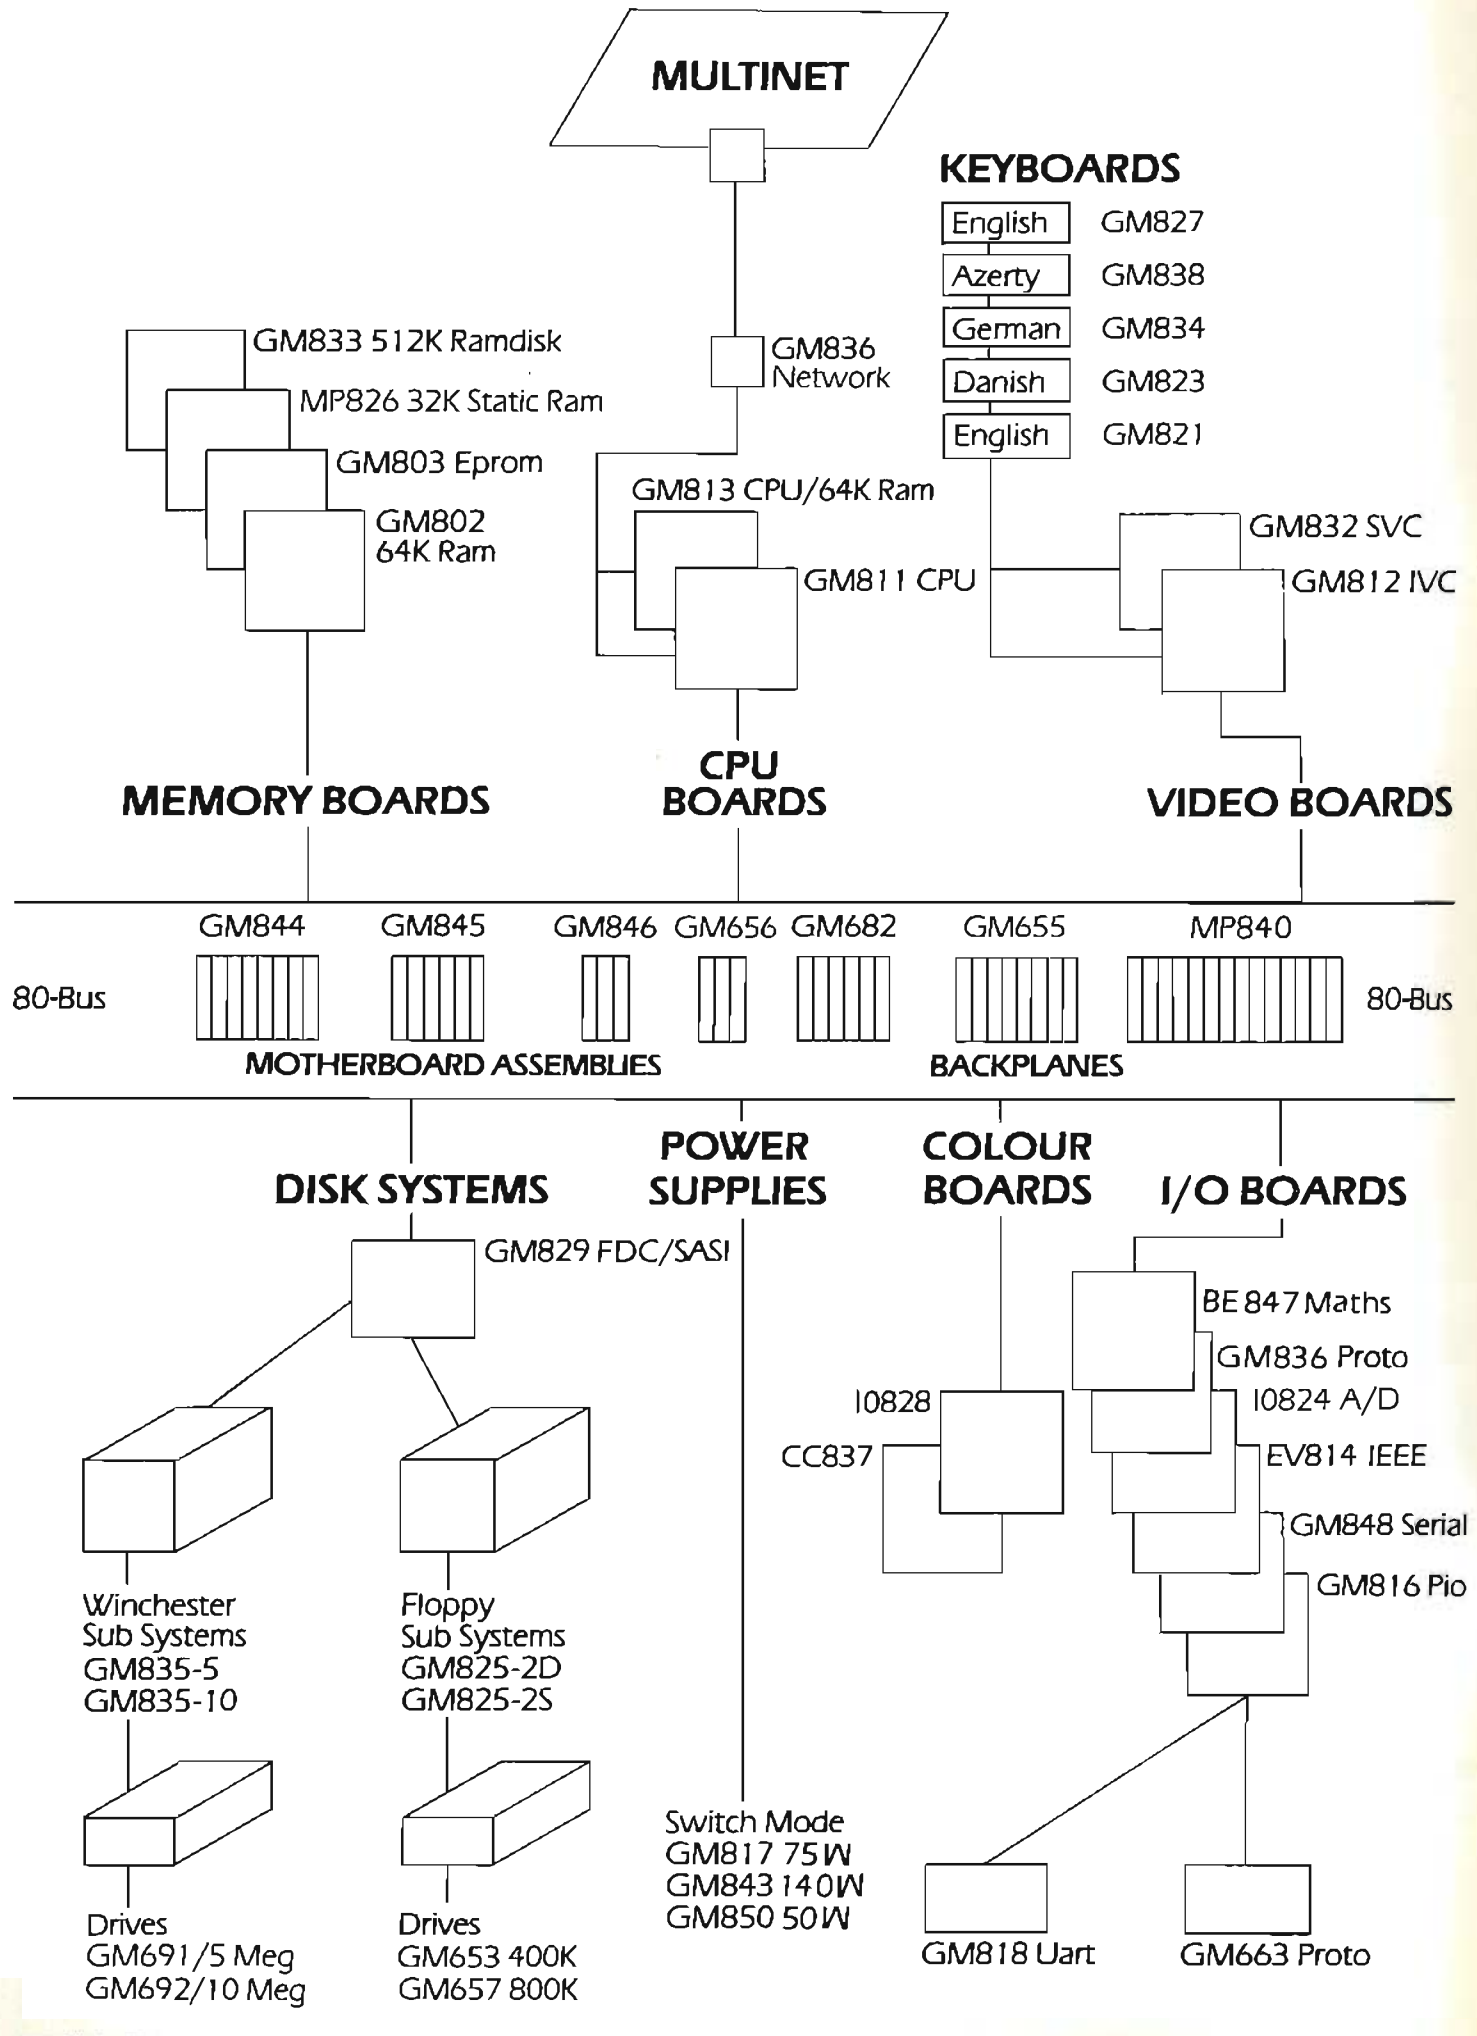 MULTINET
KEYBOARDS
English GM827
Azerty GM838
German GM834
Danish GM823
English GM821
GM836
Network
GM833 512K Ramdisk
MP826 32K Static Ram
GM803 Eprom
GM802
64K Ram
GM813 CPU/64K Ram
GM811 CPU
GM832 SVC
GM812 IVC
MEMORY BOARDS
CPU
BOARDS
VIDEO BOARDS
GM844 GM845 GM846 GM656 GM682 GM655 MP840
80-Bus 80-Bus
MOTHERBOARD ASSEMBLIES BACKPLANES
DISK SYSTEMS
POWER
SUPPLIES
COLOUR
BOARDS
I/O BOARDS
GM829 FDC/SASI
BE847 Maths
GM836 Proto
I0824 A/D
EV814 IEEE
GM848 Serial
GM816 Pio
I0828
CC837
Winchester
Sub Systems
GM835-5
GM835-10
Floppy
Sub Systems
GM825-2D
GM825-2S
Drives
GM691/5 Meg
GM692/10 Meg
Drives
GM653 400K
GM657 800K
Switch Mode
GM817 75W
GM843 140W
GM850 50W
GM818 Uart
GM663 Proto